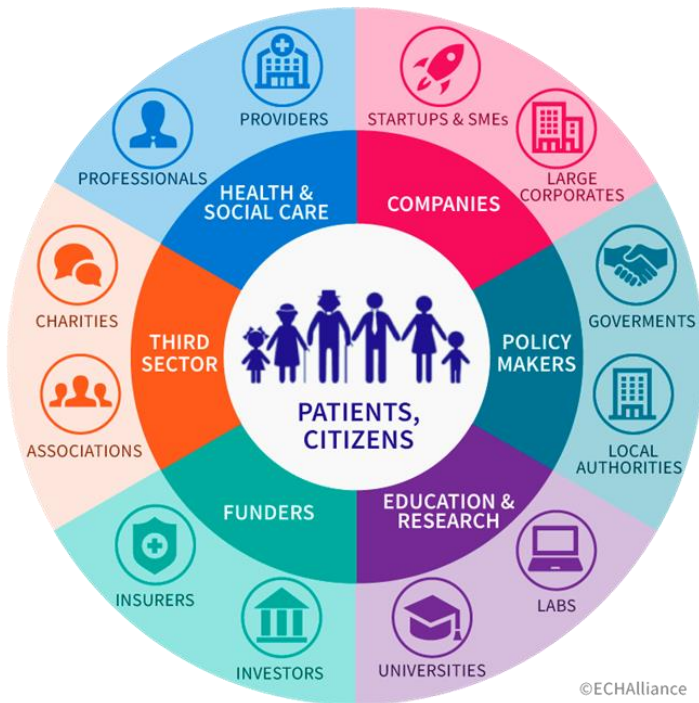 PROVIDERS
PROFESSIONALS
HEALTH &
SOCIAL CARE
STARTUPS & SMEs
LARGE
CORPORATES
COMPANIES
GOVERMENTS
LOCAL
AUTHORITIES
POLICY
MAKERS
LABS
UNIVERSITIES
EDUCATION &
RESEARCH
INVESTORS
INSURERS
FUNDERS
ASSOCIATIONS
CHARITIES
THIRD
SECTOR
PATIENTS,
CITIZENS
©ECHAlliance